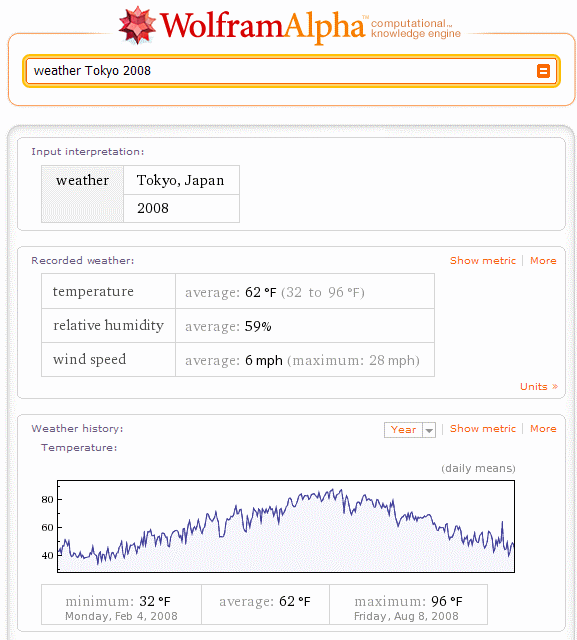 WolframAlpha™ computational...
knowledge engine
weather Tokyo 2008
Input interpretation:
weather Tokyo, Japan
2008
Recorded weather: Show metric | More
temperature average: 62 °F (32 to 96 °F)
relative humidity average: 59%
wind speed average: 6 mph (maximum: 28 mph)
Units »
Weather history: Year | Show metric | More
Temperature:
(daily means)
80
60
40
minimum: 32 °F average: 62 °F maximum: 96 °F
Monday, Feb 4, 2008 Friday, Aug 8, 2008